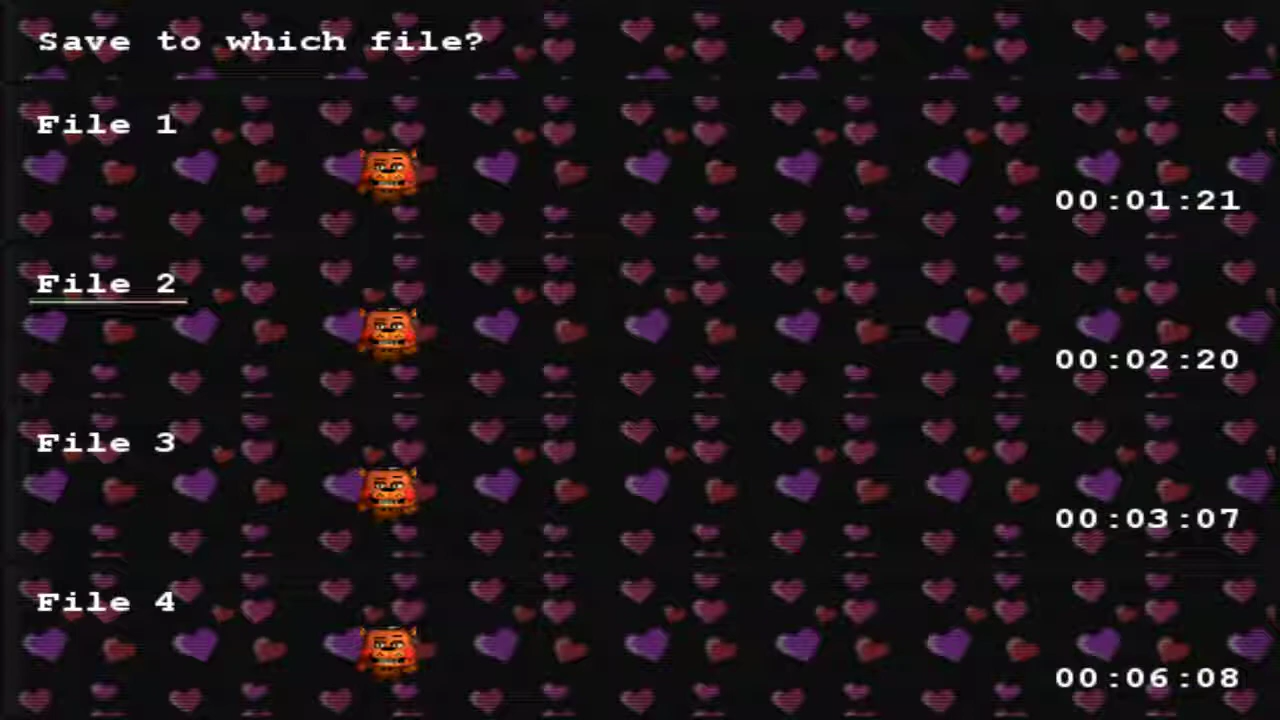 Save to which file?
File 1
00:01:21
File 2
00:02:20
File 3
00:03:07
File 4
00:06:08